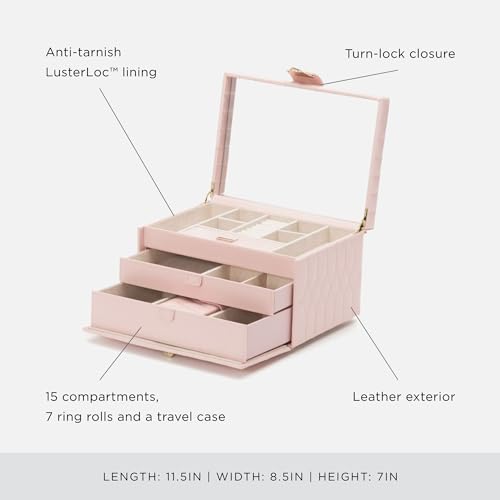 Anti-tarnish
LusterLoc™ lining
Turn-lock closure
15 compartments,
7 ring rolls and a travel case
Leather exterior
LENGTH: 11.5IN | WIDTH: 8.5IN | HEIGHT: 7IN